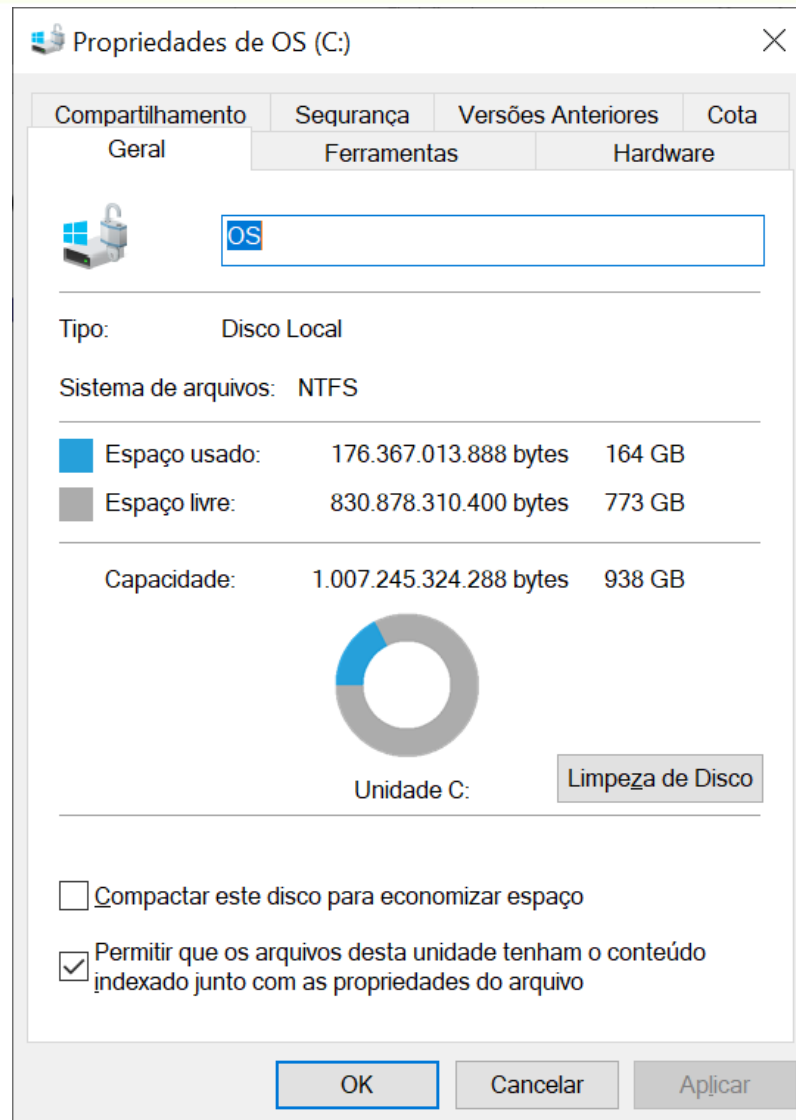 Propriedades de OS (C:)
Compartilhamento Segurança Versões Anteriores Cota
Geral Ferramentas Hardware
OS
Tipo: Disco Local
Sistema de arquivos: NTFS
Espaço usado: 176.367.013.888 bytes 164 GB
Espaço livre: 830.878.310.400 bytes 773 GB
Capacidade: 1.007.245.324.288 bytes 938 GB
Unidade C:
Limpeza de Disco
Compactar este disco para economizar espaço
Permitir que os arquivos desta unidade tenham o conteúdo
indexado junto com as propriedades do arquivo
OK Cancelar Aplicar